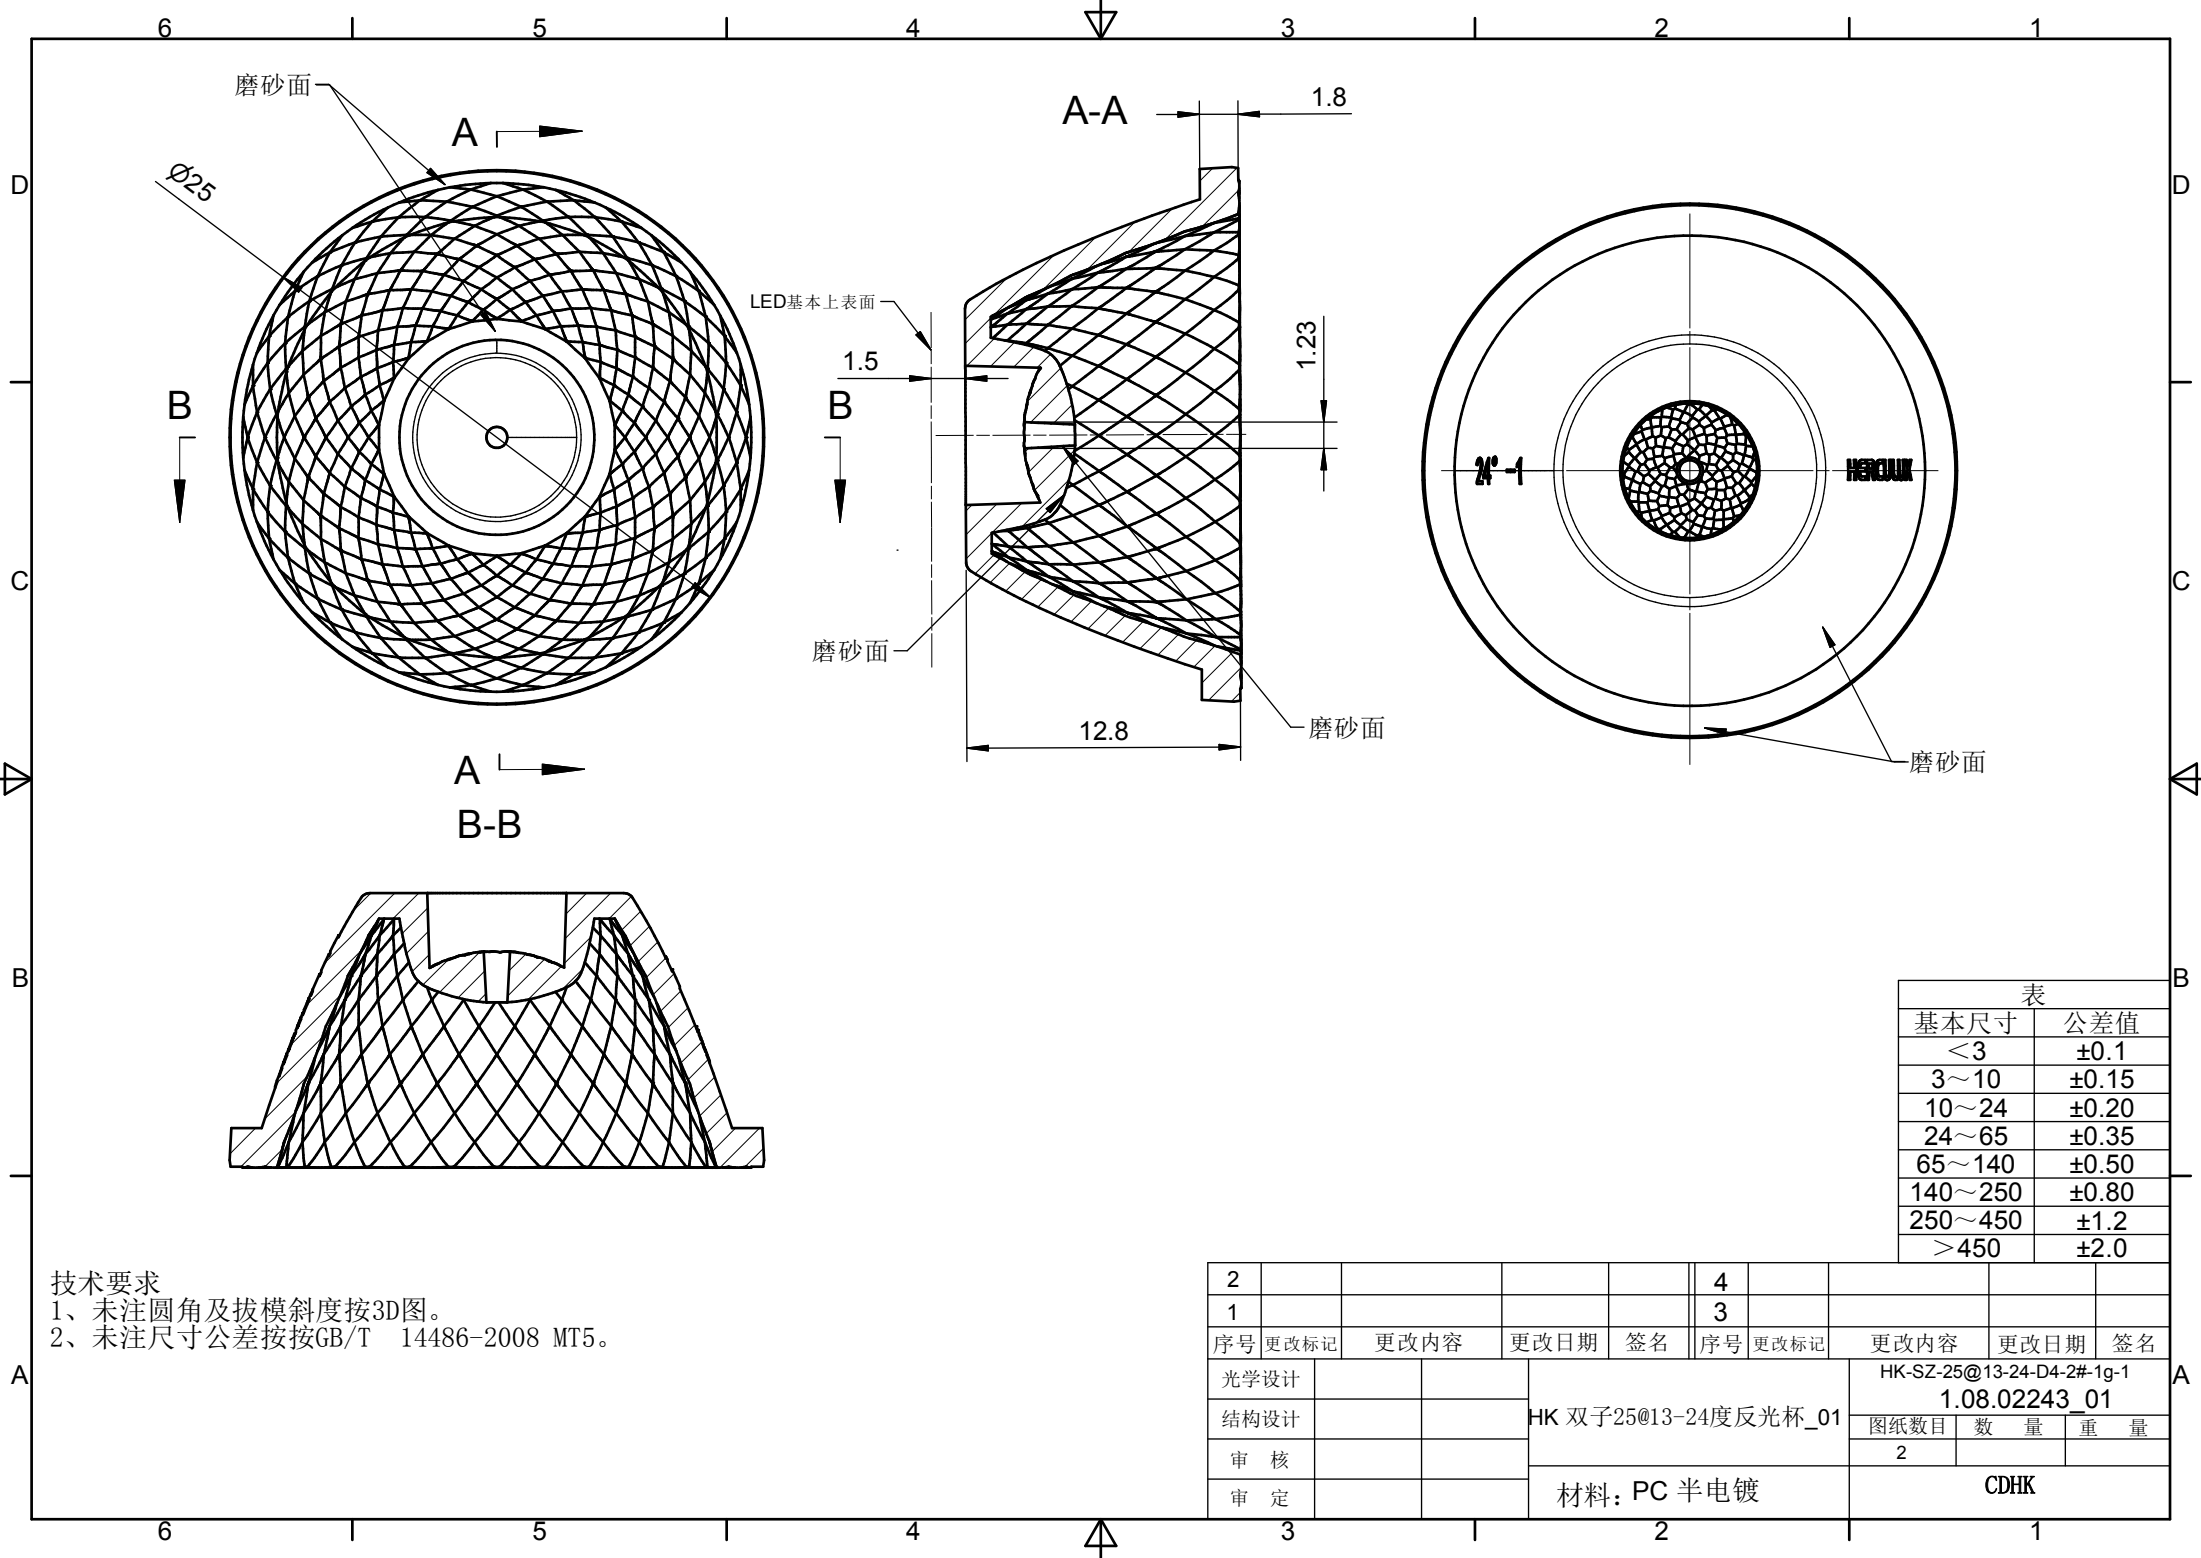 6 5 4 3 2 1
磨砂面
A
A-A
1.8
D
D
Ø25
LED基本上表面
1.5
1.23
B
B
24° -1
HERCULUX
C
C
磨砂面
磨砂面
12.8
磨砂面
A
B-B
B
B
表
基本尺寸 公差值
＜3 ±0.1
3～10 ±0.15
10～24 ±0.20
24～65 ±0.35
65～140 ±0.50
140～250 ±0.80
250～450 ±1.2
＞450 ±2.0
技术要求
1、未注圆角及拔模斜度按3D图。
2、未注尺寸公差按按GB/T 14486-2008 MT5。
2 4
1 3
序号 更改标记 更改内容 更改日期 签名 序号 更改标记 更改内容 更改日期 签名
A
A
光学设计
结构设计
审 核
审 定
HK 双子25@13-24度反光杯_01
材料：PC 半电镀
HK-SZ-25@13-24-D4-2#-1g-1
1.08.02243_01
图纸数目 数 量 重 量
2
CDHK
6 5 4 3 2 1